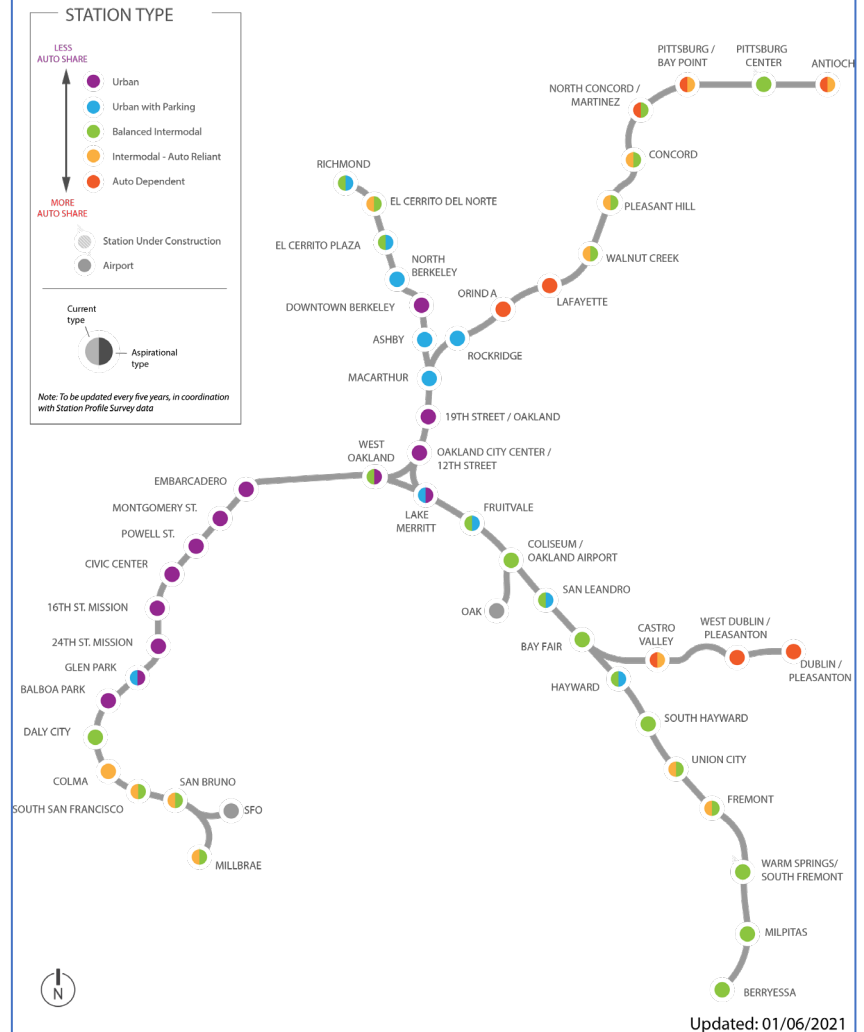 STATION TYPE
LESS
AUTO SHARE
Urban
Urban with Parking
Balanced Intermodal
Intermodal - Auto Reliant
Auto Dependent
MORE
AUTO SHARE
Station Under Construction
Airport
Current
type
Aspirational
type
Note: To be updated every five years, in coordination
with Station Profile Survey data
PITTSBURG /
BAY POINT
PITTSBURG
CENTER
ANTIOCH
NORTH CONCORD /
MARTINEZ
CONCORD
PLEASANT HILL
WALNUT CREEK
LAFAYETTE
ORINDA
ROCKRIDGE
RICHMOND
EL CERRITO DEL NORTE
EL CERRITO PLAZA
NORTH
BERKELEY
DOWNTOWN BERKELEY
ASHBY
MACARTHUR
19TH STREET / OAKLAND
OAKLAND CITY CENTER /
12TH STREET
WEST
OAKLAND
LAKE
MERRITT
EMBARCADERO
MONTGOMERY ST.
POWELL ST.
CIVIC CENTER
16TH ST. MISSION
24TH ST. MISSION
GLEN PARK
BALBOA PARK
DALY CITY
COLMA
SOUTH SAN FRANCISCO
SAN BRUNO
SFO
MILLBRAE
FRUITVALE
COLISEUM /
OAKLAND AIRPORT
OAK
SAN LEANDRO
BAY FAIR
CASTRO
VALLEY
WEST DUBLIN /
PLEASANTON
DUBLIN /
PLEASANTON
HAYWARD
SOUTH HAYWARD
UNION CITY
FREMONT
WARM SPRINGS/
SOUTH FREMONT
MILPITAS
BERRYESSA
N
Updated: 01/06/2021